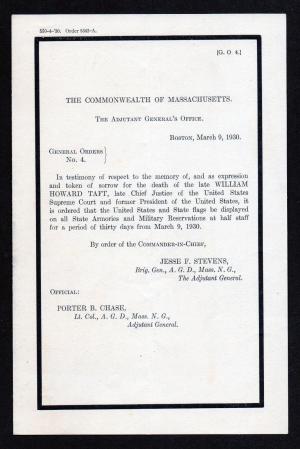 550-4-'30. Order 8343-A.
[G. O 4.]
THE COMMONWEALTH OF MASSACHUSETTS.
THE ADJUTANT GENERAL'S OFFICE.
BOSTON, March 9, 1930.
GENERAL ORDERS }
No. 4.
In testimony of respect to the memory of, and as expression
and token of sorrow for the death of the late WILLIAM
HOWARD TAFT, late Chief Justice of the United States
Supreme Court and former President of the United States, it
is ordered that the United States and State flags be displayed
on all State Armories and Military Reservations at half staff
for a period of thirty days from March 9, 1930.
By order of the COMMANDER-IN-CHIEF,
JESSE F. STEVENS,
Brig. Gen., A. G. D., Mass. N. G.,
The Adjutant General.
OFFICIAL:
PORTER B. CHASE,
Lt. Col., A. G. D., Mass. N. G.,
Adjutant General.